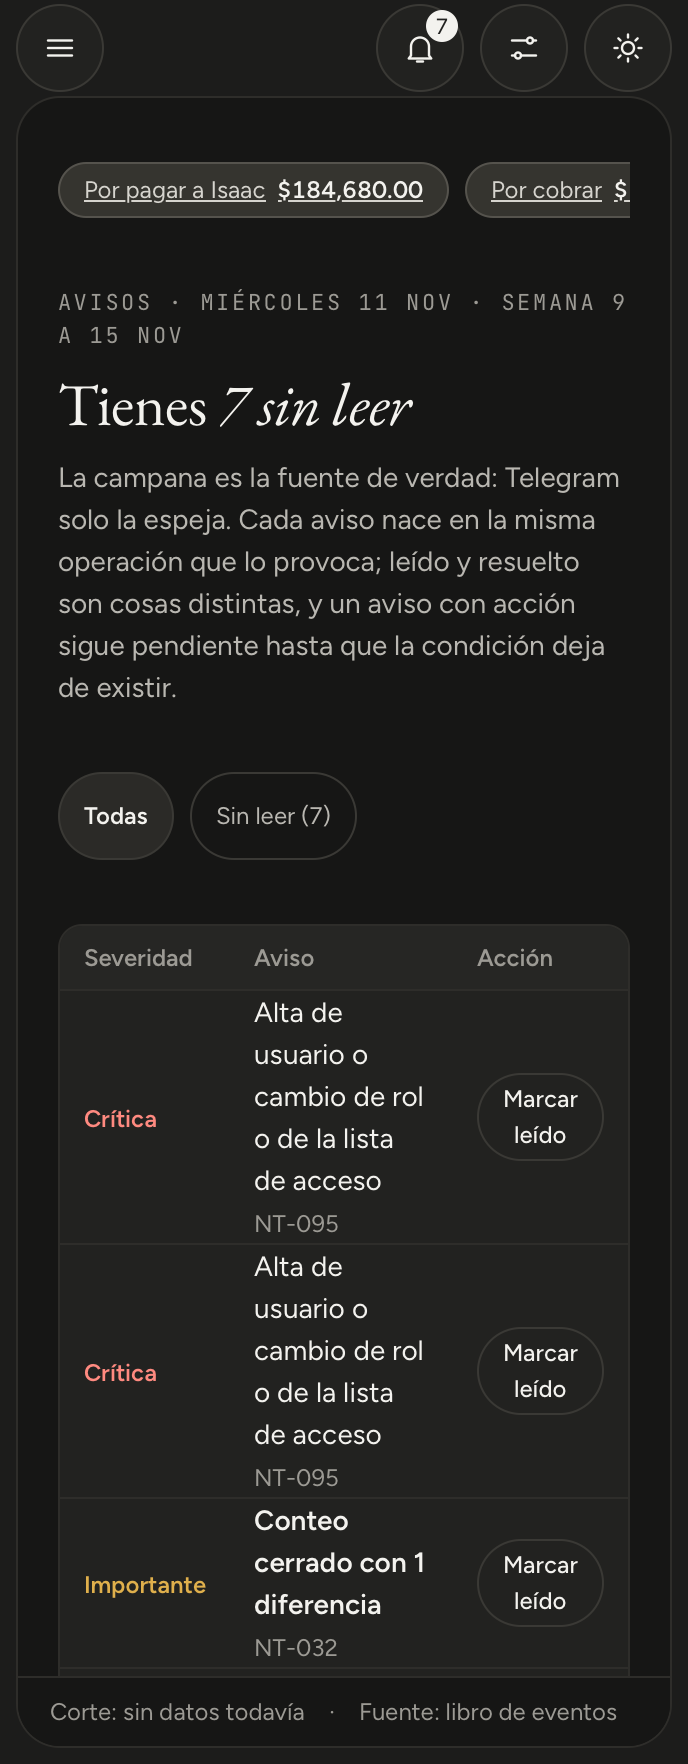 7
Por pagar a Isaac $184,680.00
Por cobrar $
AVISOS · MIÉRCOLES 11 NOV · SEMANA 9
A 15 NOV
Tienes 7 sin leer
La campana es la fuente de verdad: Telegram
solo la espeja. Cada aviso nace en la misma
operación que lo provoca; leído y resuelto
son cosas distintas, y un aviso con acción
sigue pendiente hasta que la condición deja
de existir.
Todas
Sin leer (7)
Severidad Aviso Acción
Crítica
Alta de
usuario o
cambio de rol
o de la lista
de acceso
NT-095
Marcar
leído
Crítica
Alta de
usuario o
cambio de rol
o de la lista
de acceso
NT-095
Marcar
leído
Importante
Conteo
cerrado con 1
diferencia
NT-032
Marcar
leído
Corte: sin datos todavía · Fuente: libro de eventos